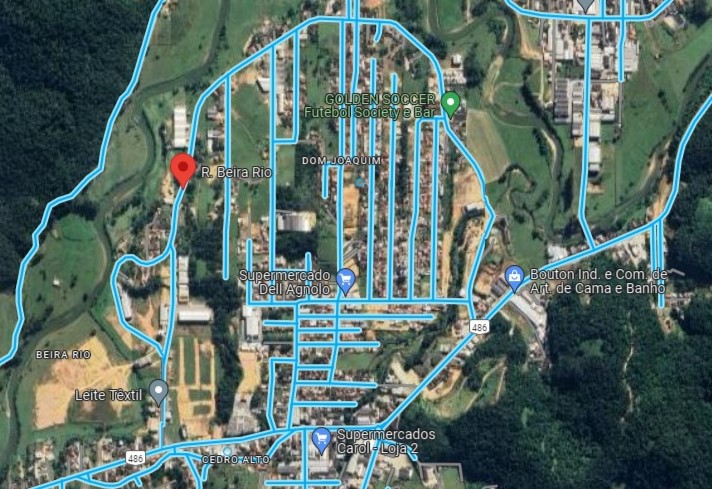 GOLDEN SOCCER
Futebol Society e Bar
DOM JOAQUIM
R. Beira Rio
Supermercado
Dell Agnolo
Bouton Ind. e Com. de
Art. de Cama e Banho
486
BEIRA RIO
Leite Têxtil
Supermercados
Carol - Loja 2
486
CEDRO ALTO